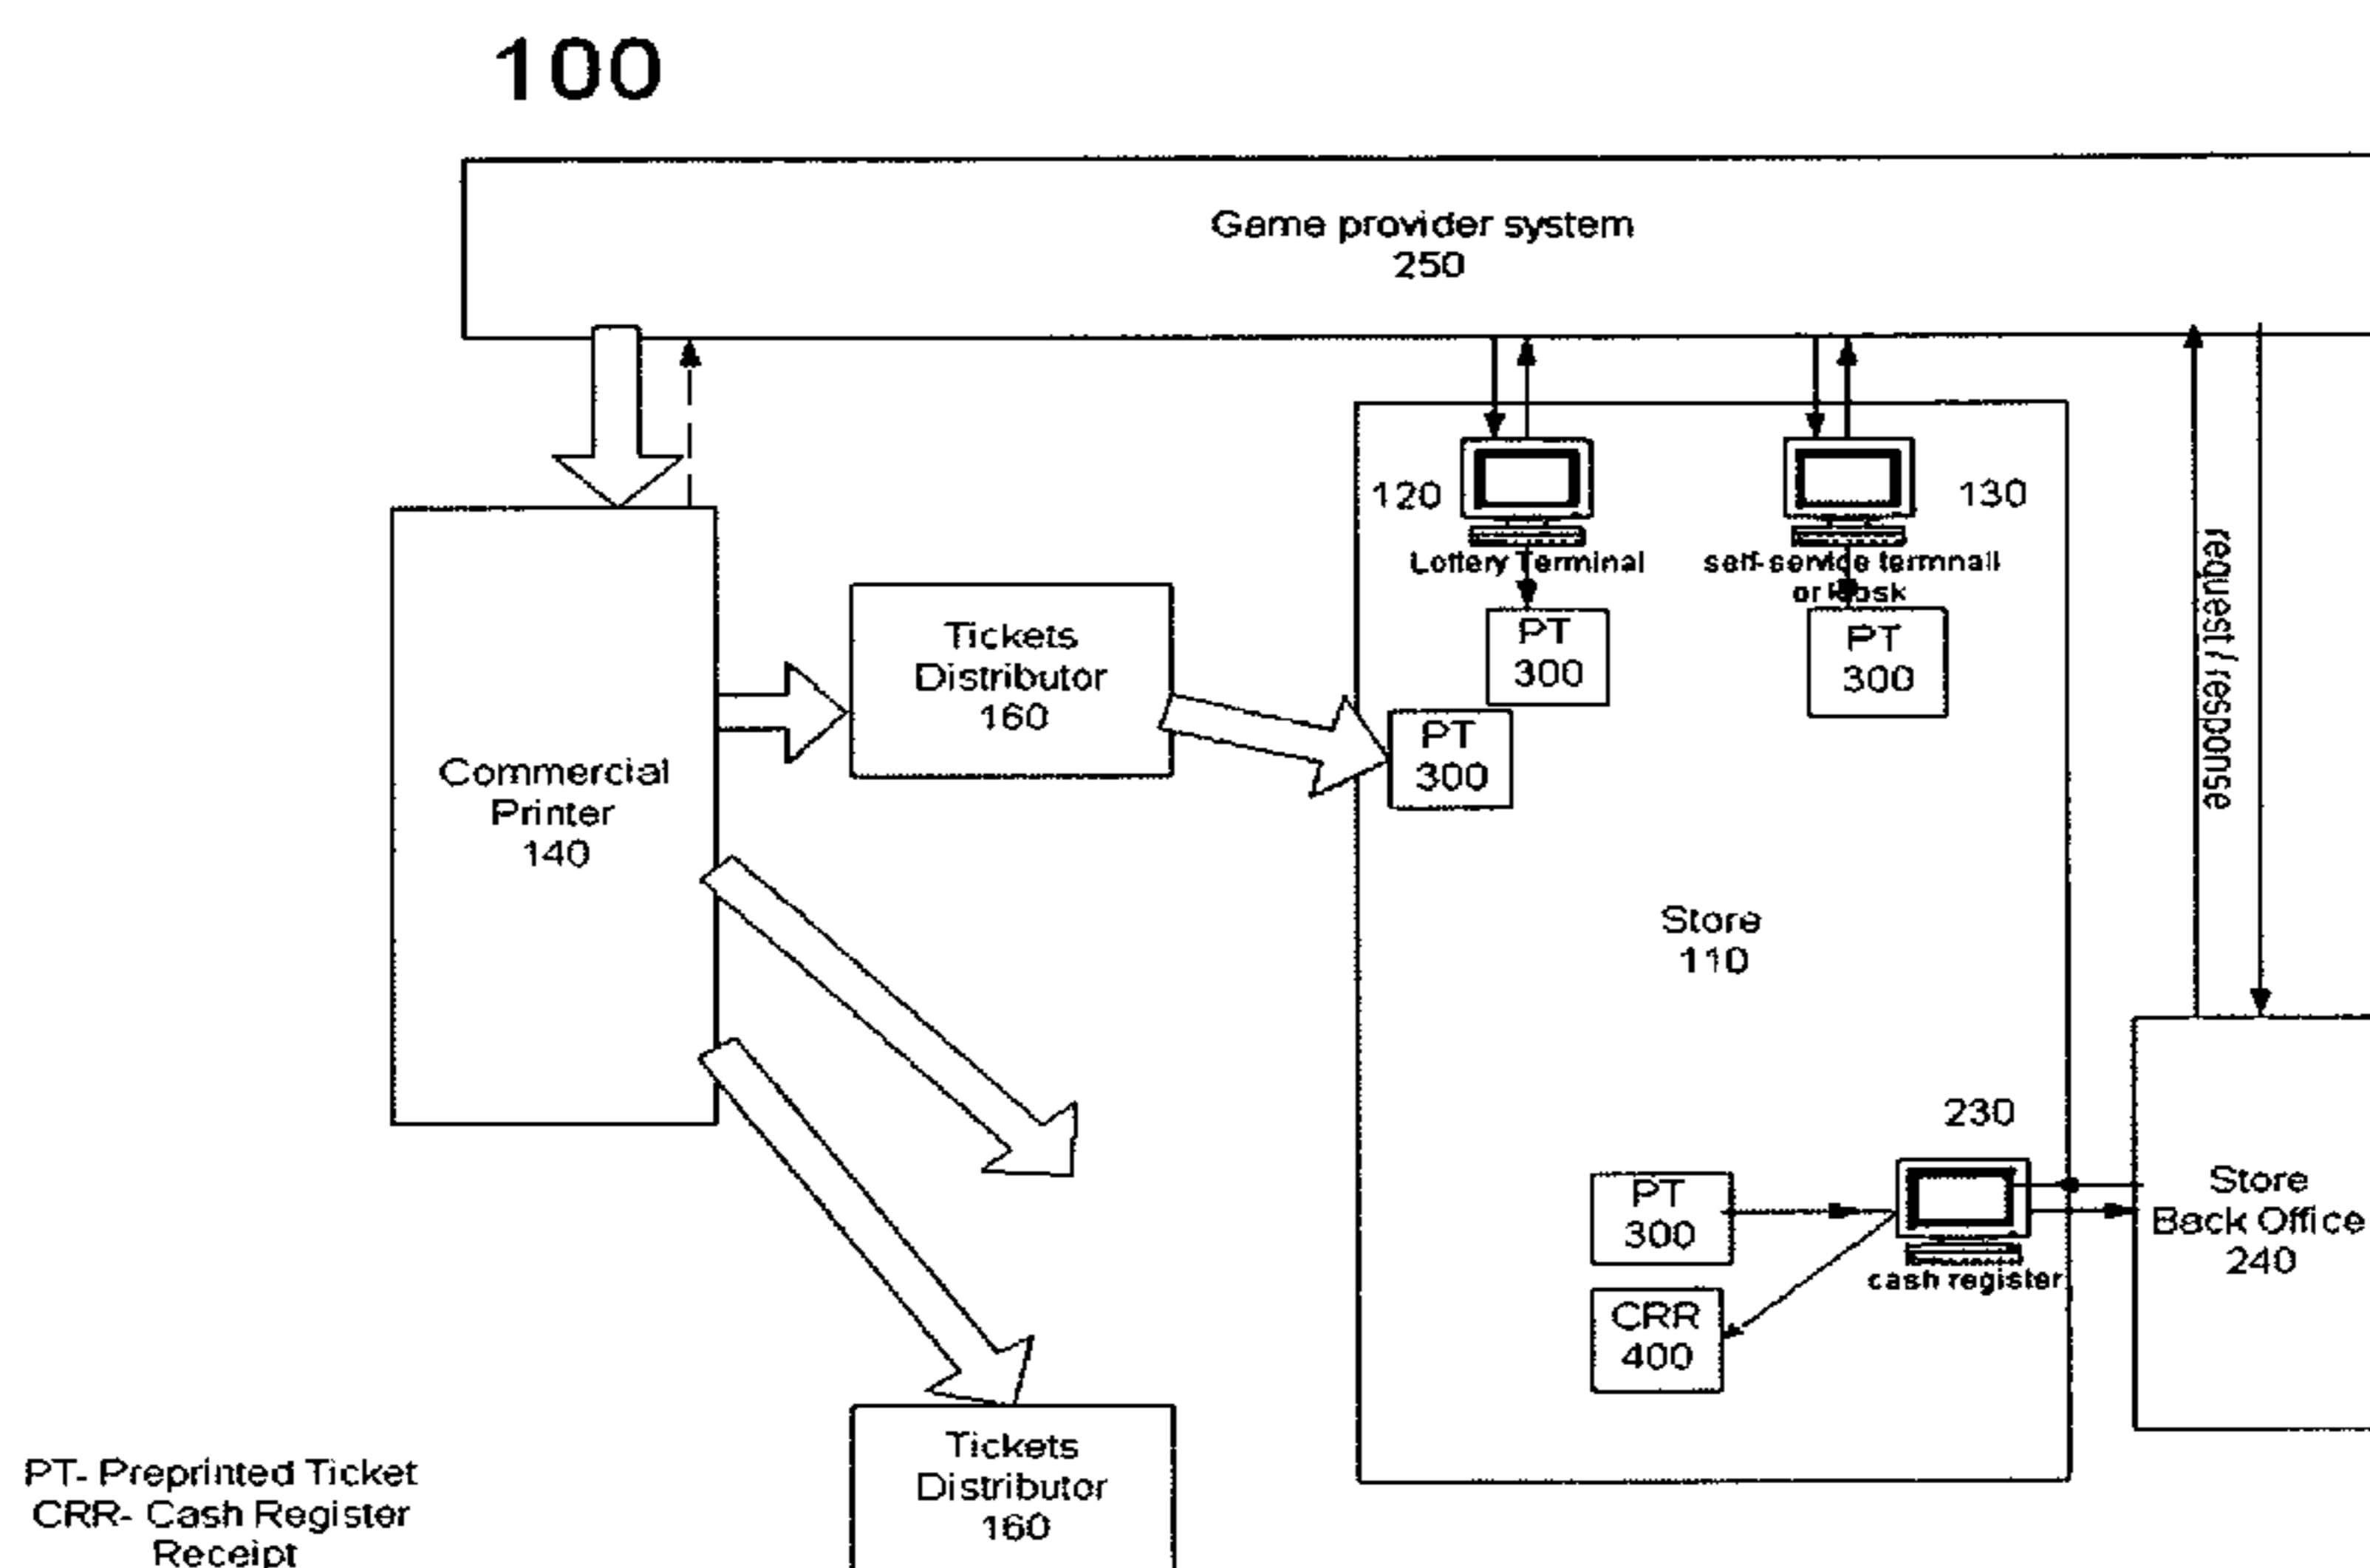 100
Game provider system
250
120
130
Lottery Terminal
self-service termnall
or kiosk
PT
300
PT
300
request / response
Tickets
Distributor
160
PT
300
Commercial
Printer
140
Store
110
230
PT
300
cash register
Store
Back Office
240
CRR
400
Tickets
Distributor
160
PT- Preprinted Ticket
CRR- Cash Register
Receipt